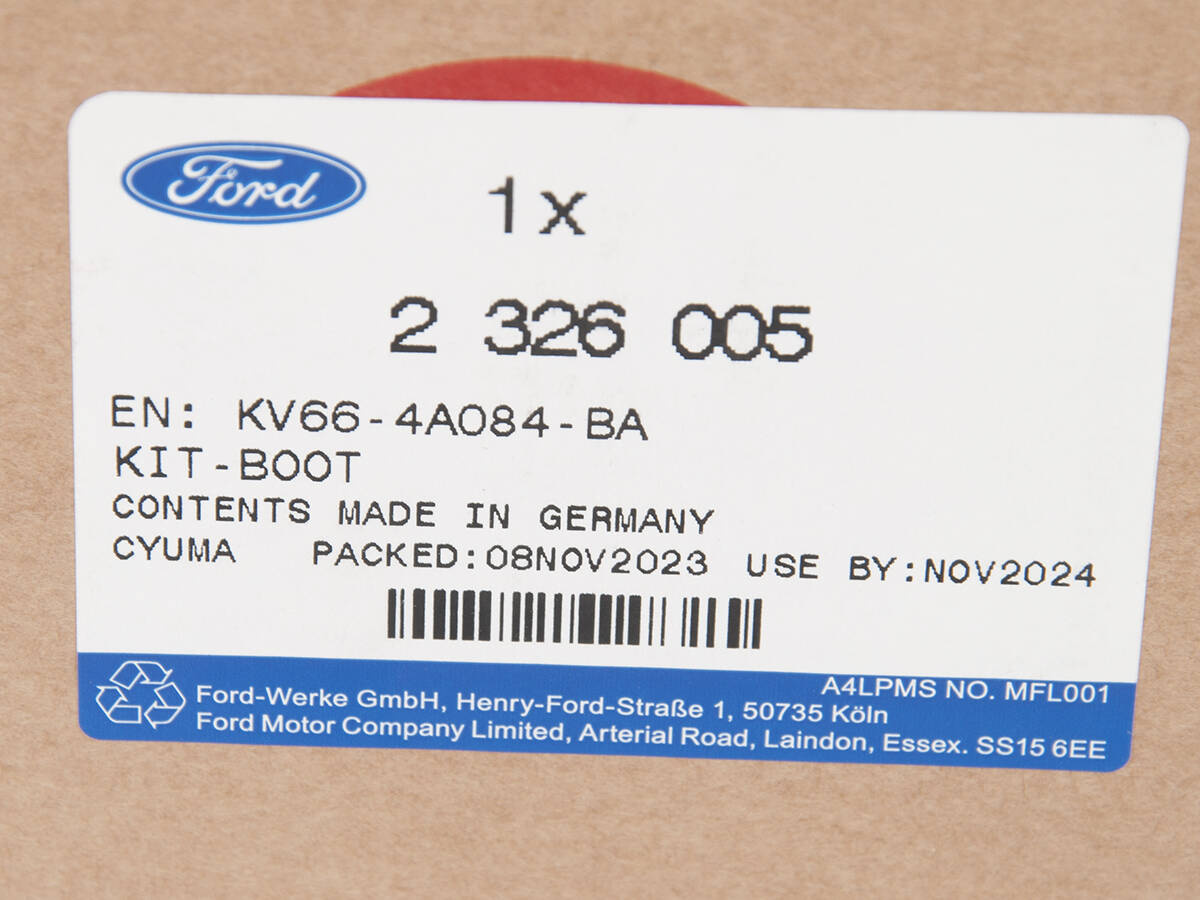 Ford
1x
2 326 005
EN: KV66-4A084-BA
KIT-BOOT
CONTENTS MADE IN GERMANY
CYUMA PACKED:08NOV2023 USE BY:NOV2024
A4LPMS NO. MFL001
Ford-Werke GmbH, Henry-Ford-Straße 1, 50735 Köln
Ford Motor Company Limited, Arterial Road, Laindon, Essex. SS15 6EE